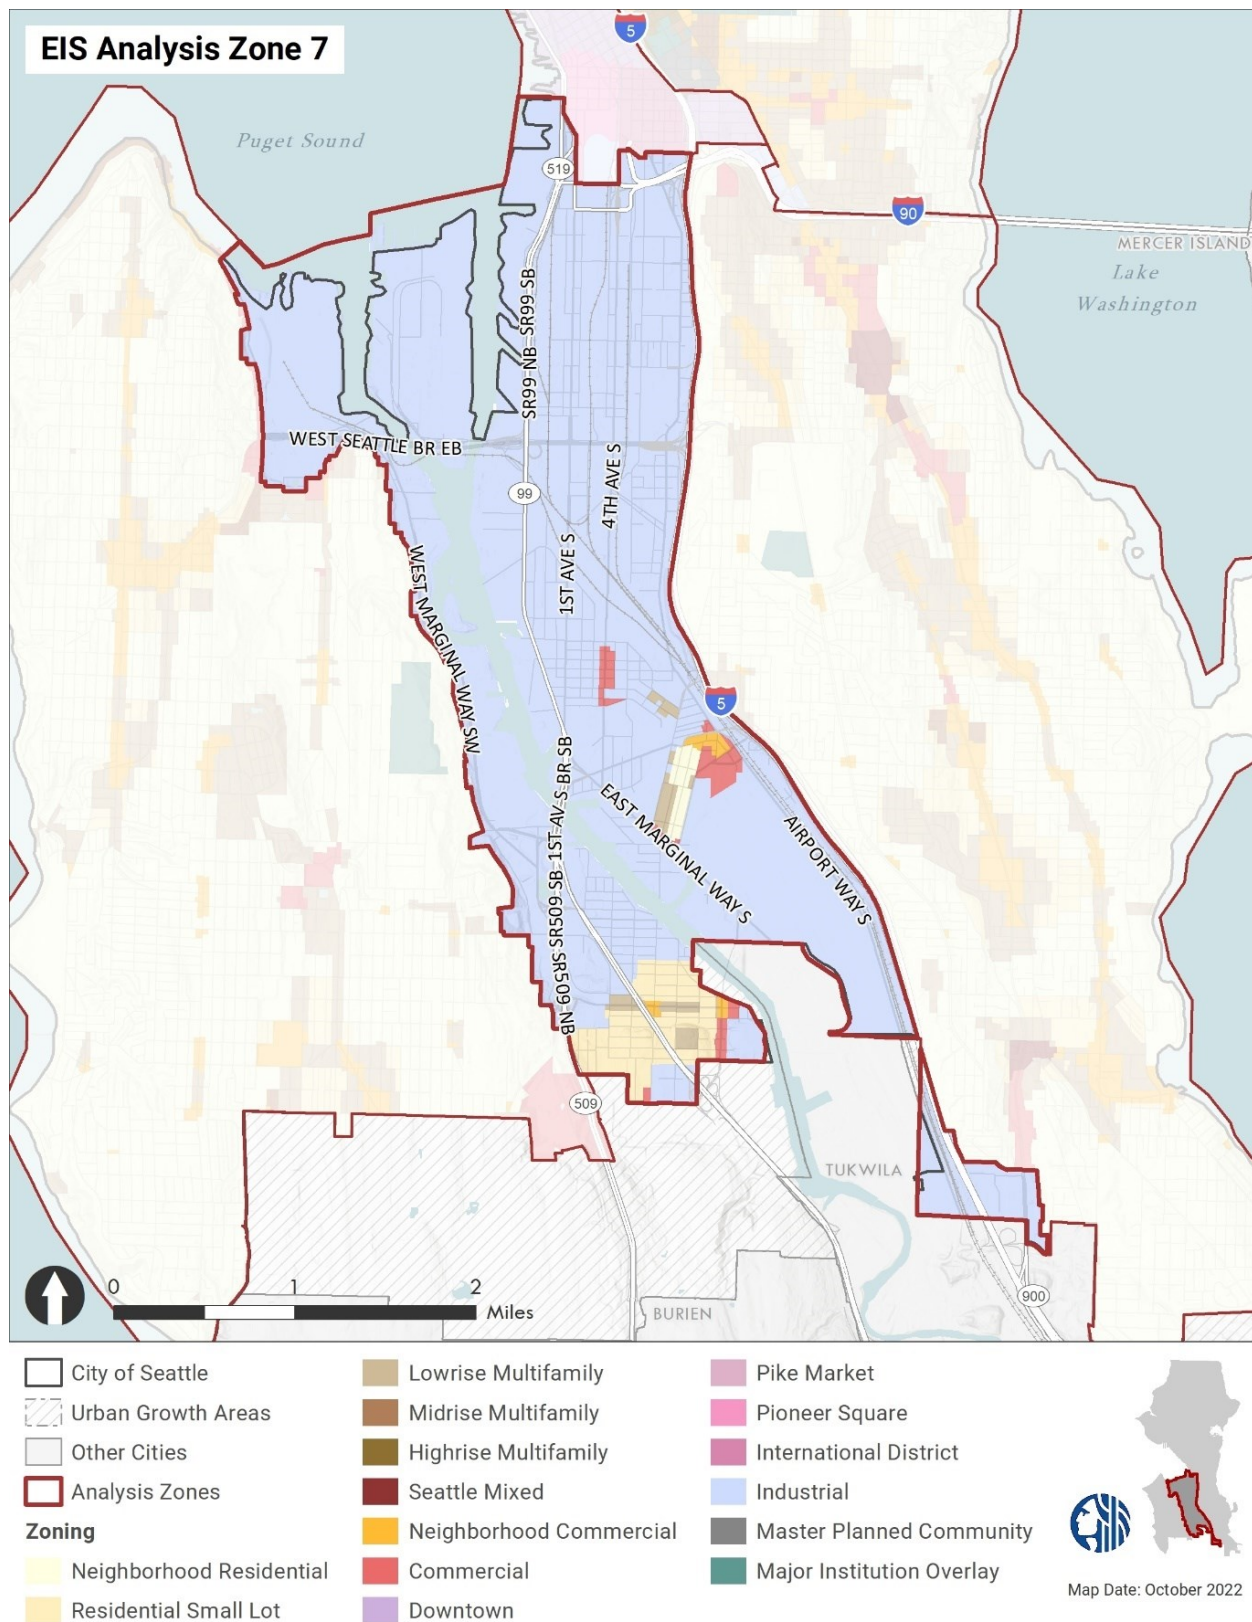 EIS Analysis Zone 7
5
Puget Sound
519
90
MERCER ISLAND
Lake
Washington
SR99 NB SR99 SB
WEST SEATTLE BR EB
4TH AVE S
99
1ST AVE S
WEST MARGINAL WAY SW
5
1ST AV S BR SB
EAST MARGINAL WAY S
AIRPORT WAY S
SR509 SB
SR509 NB
509
TUKWILA
900
BURIEN
0 1 2
Miles
City of Seattle
Urban Growth Areas
Other Cities
Analysis Zones
Zoning
Neighborhood Residential
Residential Small Lot
Lowrise Multifamily
Midrise Multifamily
Highrise Multifamily
Seattle Mixed
Neighborhood Commercial
Commercial
Downtown
Pike Market
Pioneer Square
International District
Industrial
Master Planned Community
Major Institution Overlay
Map Date: October 2022